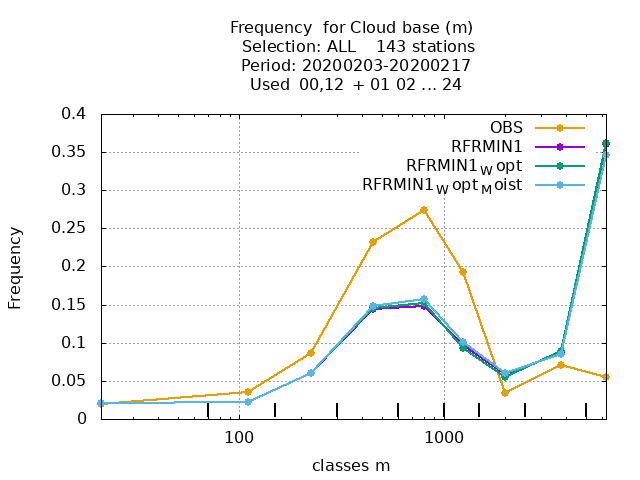 Frequency  for Cloud base (m)
Selection: ALL    143 stations
Period: 20200203-20200217
Used  00,12  + 01 02 ... 24
OBS
RFRMIN1
RFRMIN1Wopt
RFRMIN1WoptMoist
0.4
0.35
0.3
0.25
0.2
0.15
0.1
0.05
0
Frequency
100
1000
classes m